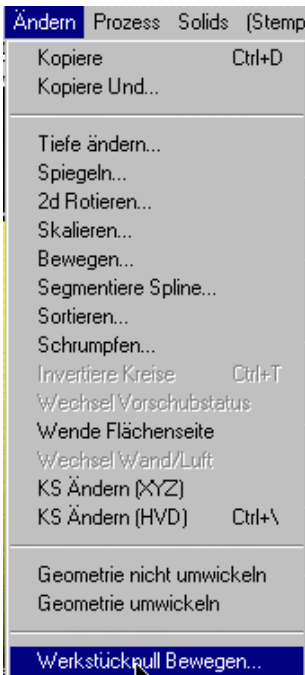 Ändern Prozess Solids (Stemp
Kopiere Ctrl+D
Kopiere Und...
Tiefe ändern...
Spiegeln...
2d Rotieren...
Skalieren...
Bewegen...
Segmentiere Spline...
Sortieren...
Schrumpfen...
Invertiere Kreise Ctrl+T
Wechsel Vorschubstatus
Wende Flächenseite
Wechsel Wand/Luft
KS Ändern (XYZ)
KS Ändern (HVD) Ctrl+\
Geometrie nicht umwickeln
Geometrie umwickeln
Werkstücknull Bewegen...